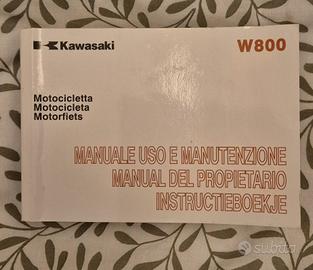 Kawasaki
W800
Motocicletta
Motocicleta
Motorfiets
MANUALE USO E MANUTENZIONE
MANUAL DEL PROPIETARIO
INSTRUCTIEBOEKJE
subito